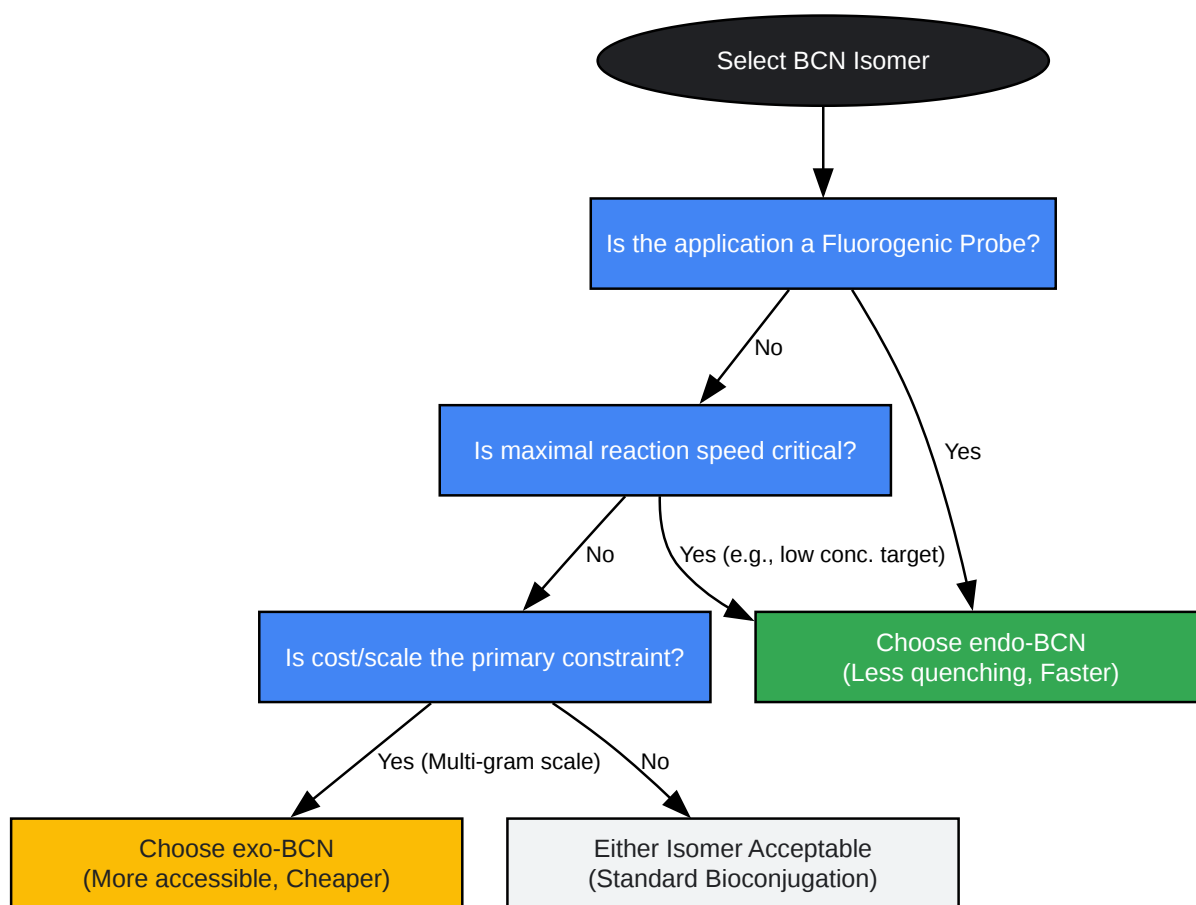 Select BCN Isomer
Is the application a Fluorogenic Probe?
No
Yes
Is maximal reaction speed critical?
No
Yes (e.g., low conc. target)
Is cost/scale the primary constraint?
Choose endo-BCN
(Less quenching, Faster)
Yes (Multi-gram scale)
No
Choose exo-BCN
(More accessible, Cheaper)
Either Isomer Acceptable
(Standard Bioconjugation)